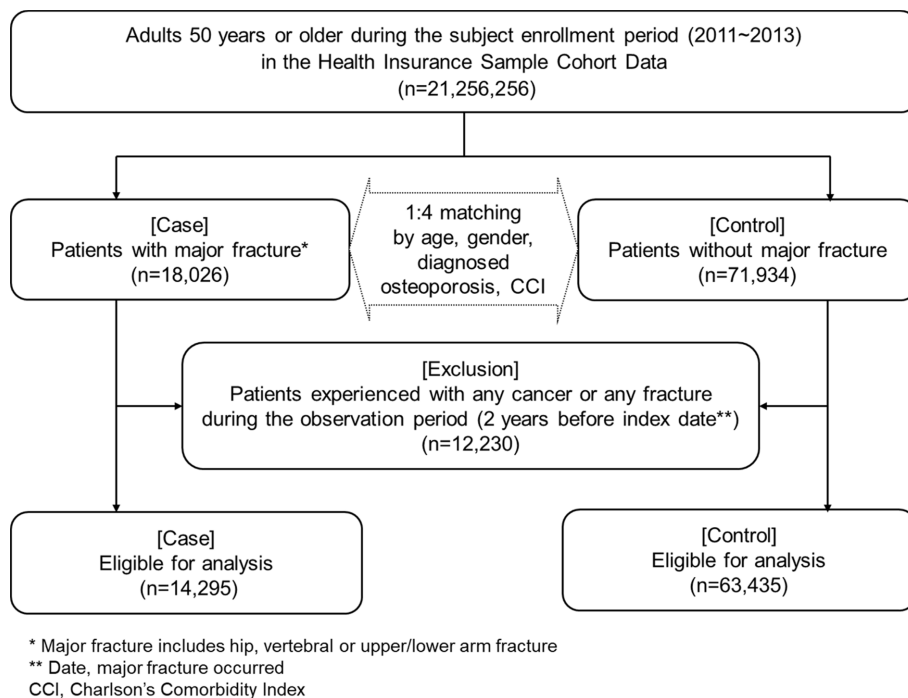 Adults 50 years or older during the subject enrollment period (2011~2013)
in the Health Insurance Sample Cohort Data
(n=21,256,256)
[Case]
Patients with major fracture*
(n=18,026)
1:4 matching
by age, gender,
diagnosed
osteoporosis, CCI
[Control]
Patients without major fracture
(n=71,934)
[Exclusion]
Patients experienced with any cancer or any fracture
during the observation period (2 years before index date**)
(n=12,230)
[Case]
Eligible for analysis
(n=14,295)
[Control]
Eligible for analysis
(n=63,435)
* Major fracture includes hip, vertebral or upper/lower arm fracture
** Date, major fracture occurred
CCI, Charlson's Comorbidity Index